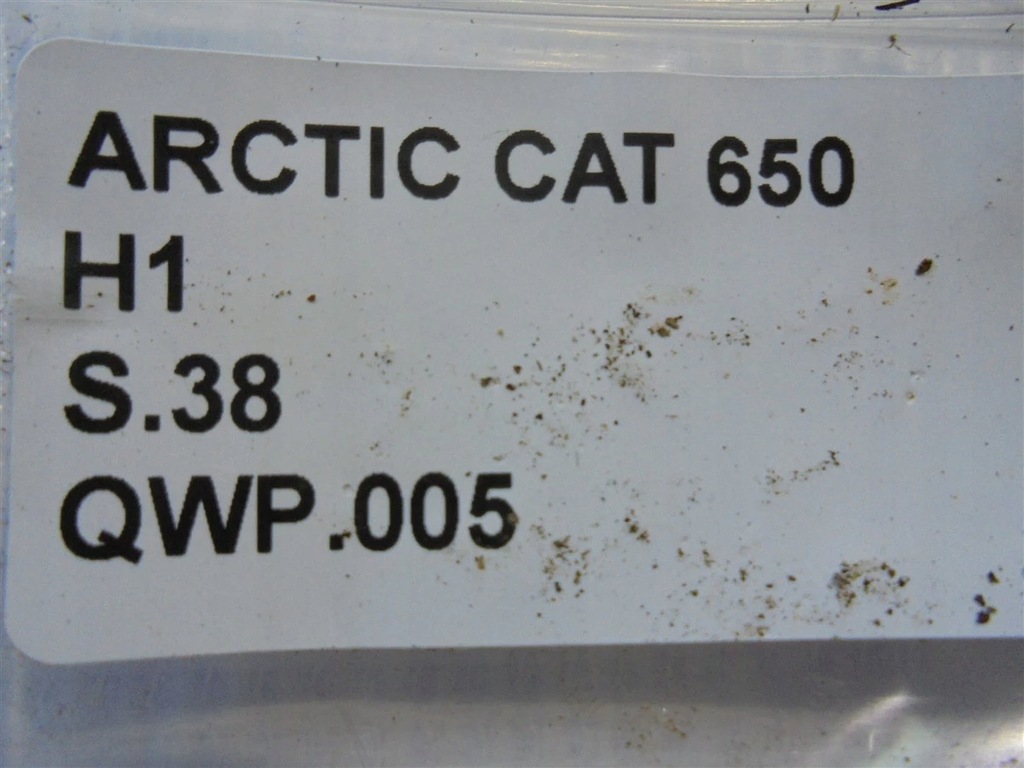 ARCTIC CAT 650
H1
S.38
QWP.005